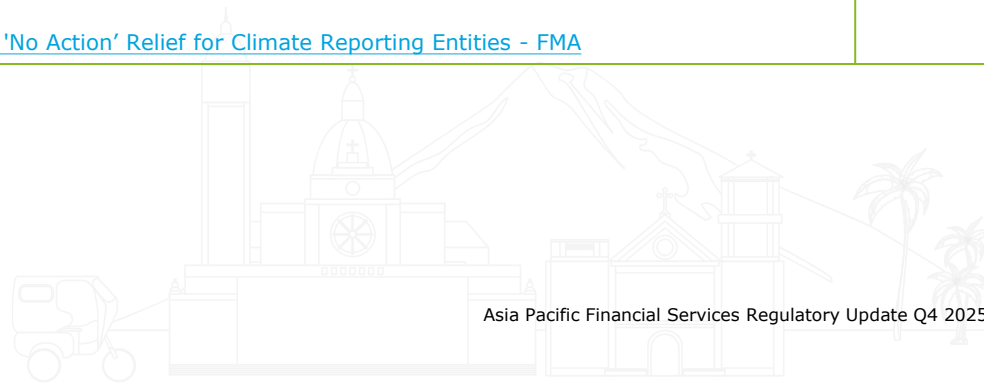 'No Action’ Relief for Climate Reporting Entities - FMA
Asia Pacific Financial Services Regulatory Update Q4 2025